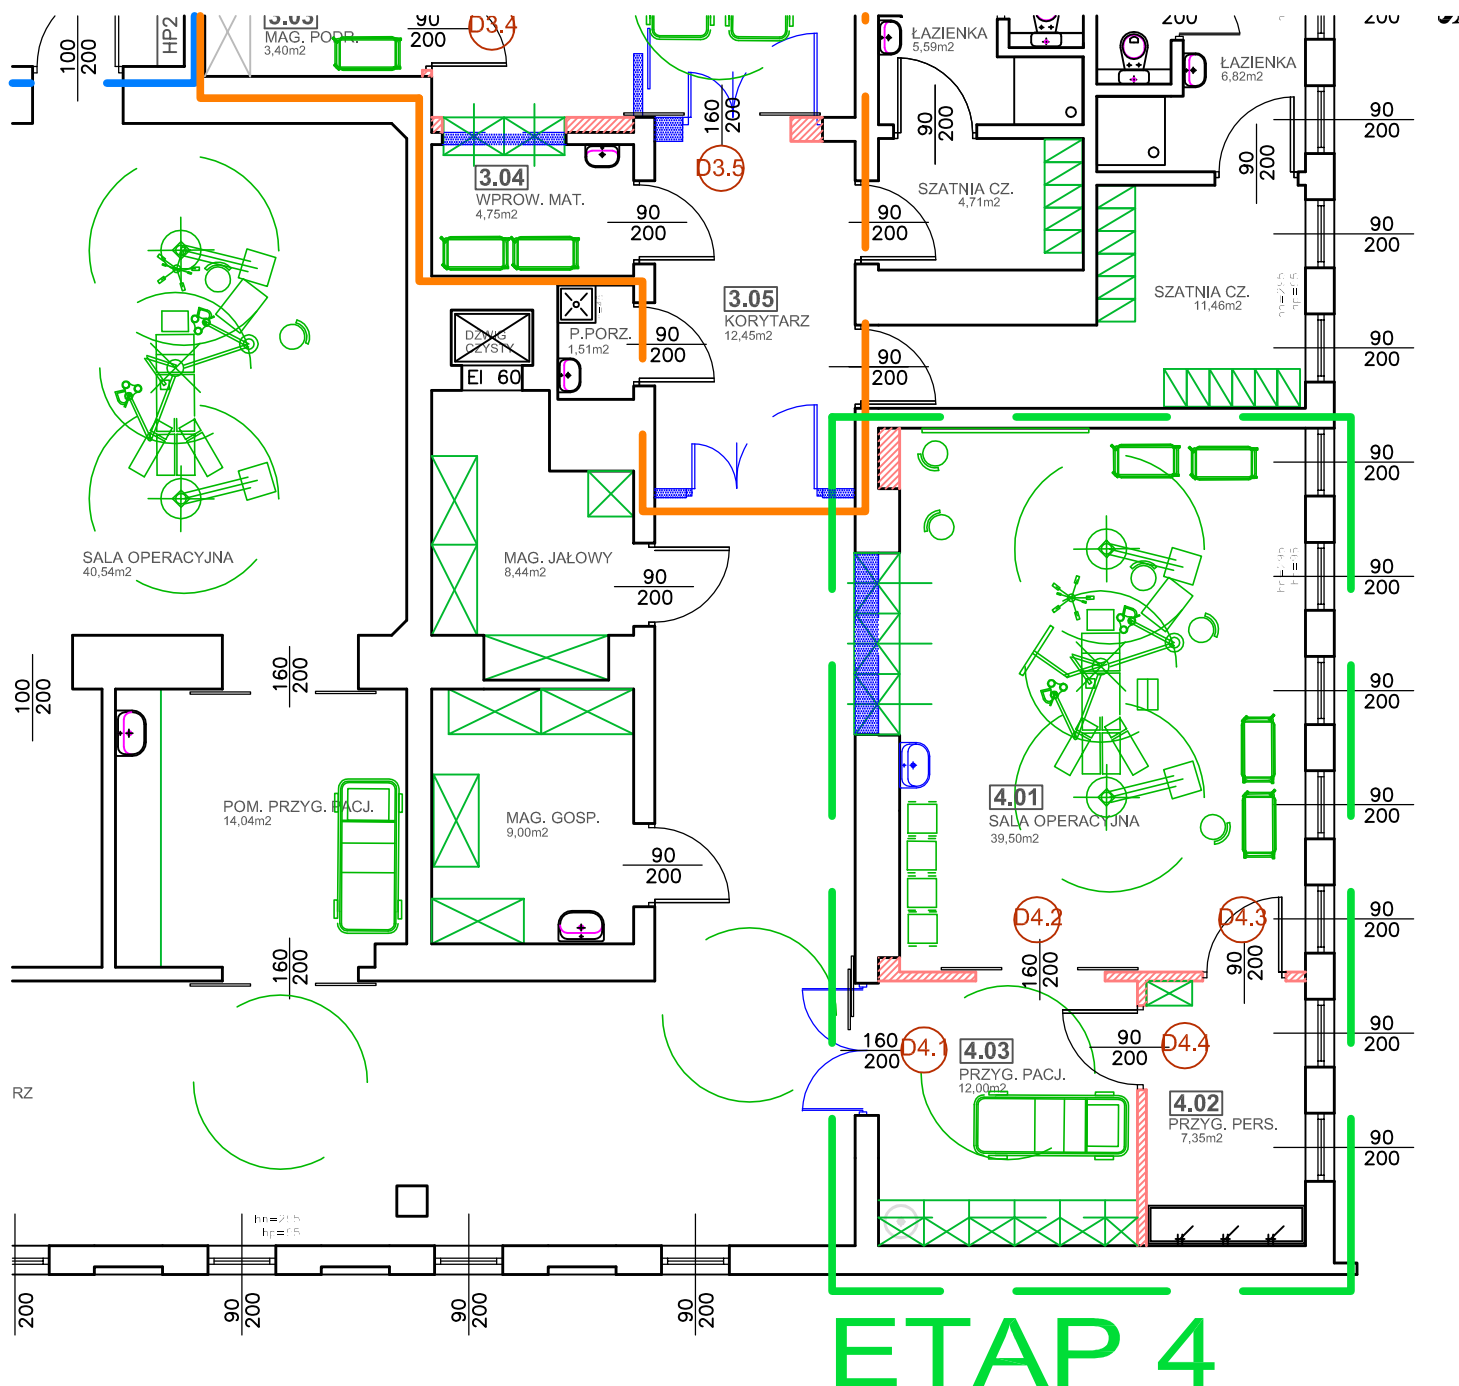 3.03
MAG. PODR.
3,40m2
HP2
100
200
90
200
D3.4
160
200
D3.5
ŁAZIENKA
5,59m2
200
ŁAZIENKA
6,82m2
90
200
90
200
SZATNIA CZ.
4,71m2
SZATNIA CZ.
11,46m2
3.04
WPROW. MAT.
4,75m2
90
200
90
200
3.05
KORYTARZ
12,45m2
DŹWIG
CZYSTY
EI 60
P.PORZ.
1,51m2
90
200
90
200
SALA OPERACYJNA
40,54m2
MAG. JAŁOWY
8,44m2
90
200
100
200
160
200
POM. PRZYG. PACJ.
14,04m2
MAG. GOSP.
9,00m2
90
200
160
200
4.01
SALA OPERACYJNA
39,50m2
D4.2
160
200
D4.3
90
200
160
200
D4.1
4.03
PRZYG. PACJ.
12,00m2
90
200
D4.4
4.02
PRZYG. PERS.
7,35m2
RZ
200
90
200
90
200
90
200
200
90
200
90
200
90
200
90
200
90
200
90
200
90
200
90
200
90
200
90
200
ETAP 4